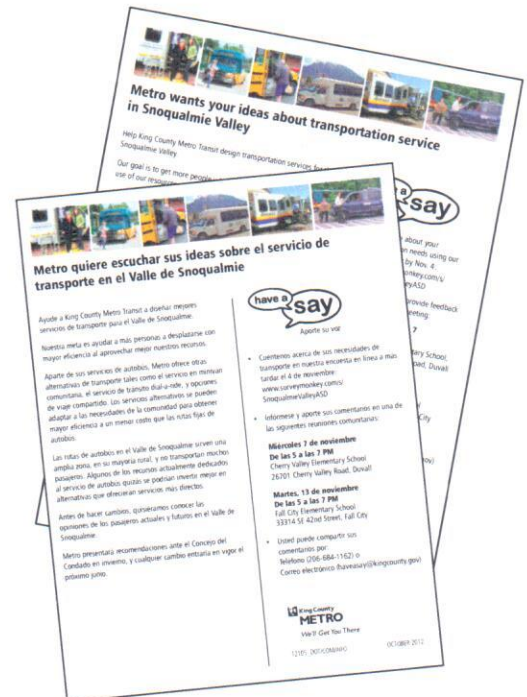 Metro wants your ideas about transportation service
in Snoqualmie Valley
Help King County Metro Transit design transportation services for
Snoqualmie Valley
Our goal is to get more people
use of our resources
say
about your
needs using our
by Nov. 4:
provide feedback
7
ary School,
oad, Duvall
City
ov)
Metro quiere escuchar sus ideas sobre el servicio de
transporte en el Valle de Snoqualmie
Ayude a King County Metro Transit a diseñar mejores
servicios de transporte para el Valle de Snoqualmie.
Nuestra meta es ayudar a más personas a desplazarse con
mayor eficiencia al aprovechar mejor nuestros recursos.
Aparte de sus servicios de autobús, Metro ofrece otras
alternativas de transporte tales como el servicio en minivan
comunitaria, el servicio de tránsito dial-a-ride, y opciones
de viaje compartido. Los servicios alternativos se pueden
adaptar a las necesidades de la comunidad para obtener
mayor eficiencia a un menor costo que las rutas fijas de
autobús.
Las rutas de autobús en el Valle de Snoqualmie sirven una
amplia zona, en su mayoría rural, y no transportan muchos
pasajeros. Algunos de los recursos actualmente dedicados
al servicio de autobús quizás se podrían invertir mejor en
alternativas que ofrecieran servicios más directos.
Antes de hacer cambios, quisiéramos conocer las
opiniones de los pasajeros actuales y futuros en el Valle de
Snoqualmie.
Metro presentará recomendaciones ante el Concejo del
Condado en invierno, y cualquier cambio entraría en vigor el
próximo junio.
have a
say
Aporte su voz
• Cuéntenos acerca de sus necesidades de
transporte en nuestra encuesta en línea a más
tardar el 4 de noviembre:
www.surveymonkey.com/s/
SnoqualmieValleyASD
• Infórmese y aporte sus comentarios en una de
las siguientes reuniones comunitarias:
Miércoles 7 de noviembre
De las 5 a las 7 PM
Cherry Valley Elementary School
26701 Cherry Valley Road, Duvall
Martes, 13 de noviembre
De las 5 a las 7 PM
Fall City Elementary School
33314 SE 42nd Street, Fall City
• Usted puede compartir sus
comentarios por
Teléfono (206-684-1162) o
Correo electrónico (haveasay@kingcounty.gov)
King County
METRO
We'll Get You There
OCTOBER 2012